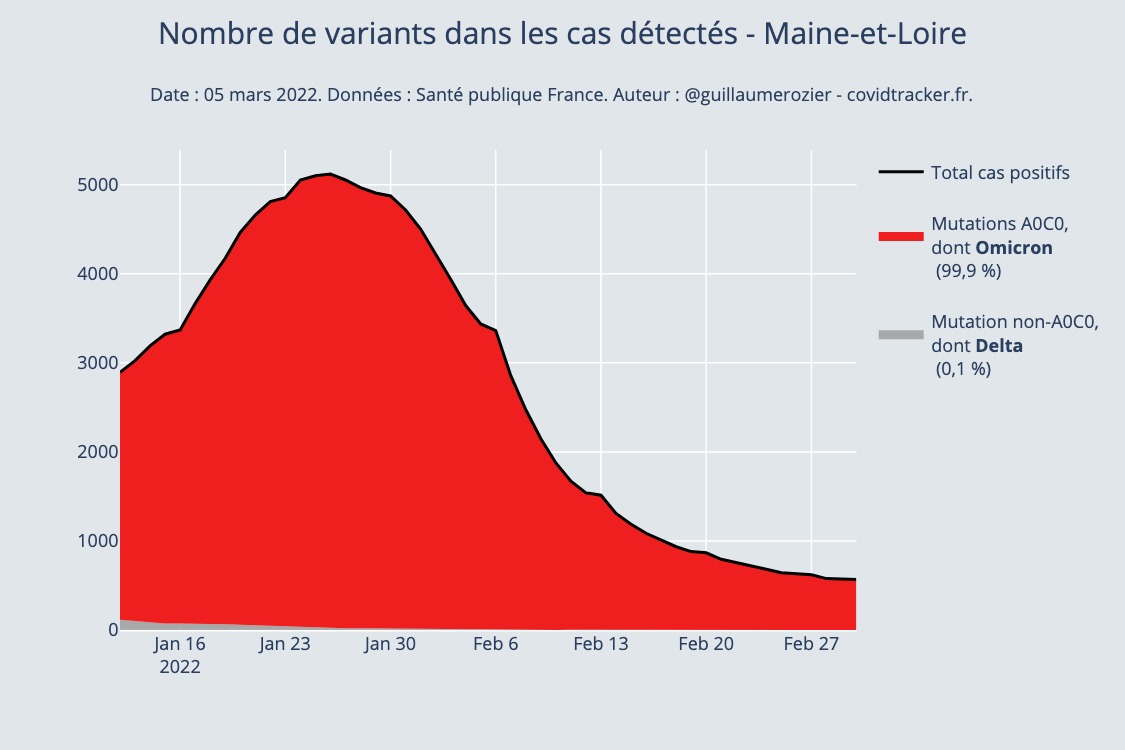 Nombre de variants dans les cas détectés - Maine-et-Loire
Date : 05 mars 2022. Données : Santé publique France. Auteur : @guillaumerozier - covidtracker.fr.
5000
4000
3000
2000
1000
0
Jan 16
2022
Jan 23
Jan 30
Feb 6
Feb 13
Feb 20
Feb 27
Total cas positifs
Mutations A0C0,
dont Omicron
(99,9 %)
Mutation non-A0C0,
dont Delta
(0,1 %)